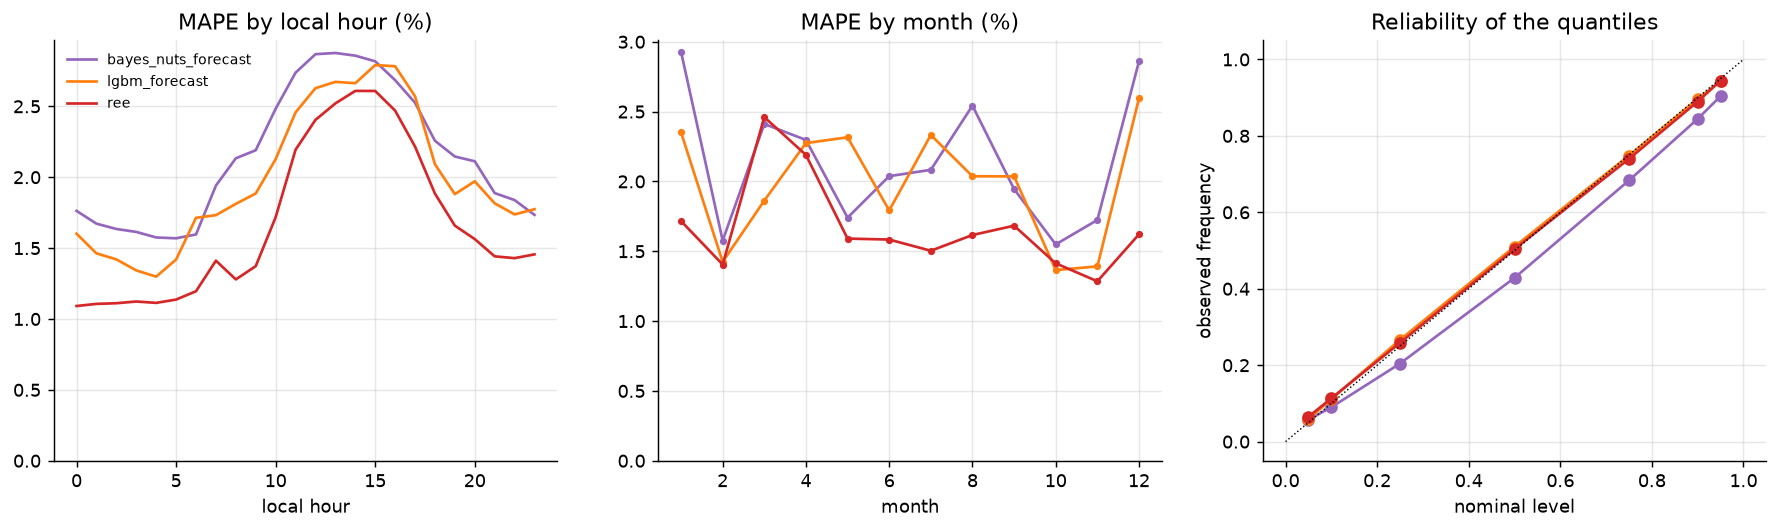 MAPE by local hour (%)
bayes_nuts_forecast
lgbm_forecast
ree
2.5
2.0
1.5
1.0
0.5
0.0
0 5 10 15 20
local hour
MAPE by month (%)
3.0
2.5
2.0
1.5
1.0
0.5
0.0
2 4 6 8 10 12
month
Reliability of the quantiles
observed frequency
1.0
0.8
0.6
0.4
0.2
0.0
0.0 0.2 0.4 0.6 0.8 1.0
nominal level